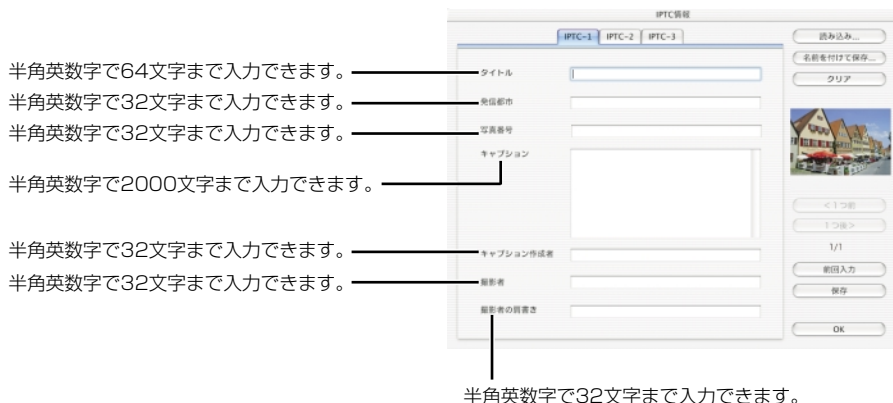 IPTC情報
IPTC-1 IPTC-2 IPTC-3
読み込み...
名前を付けて保存...
クリア
半角英数字で64文字まで入力できます。
タイトル
半角英数字で32文字まで入力できます。
発信都市
半角英数字で32文字まで入力できます。
写真番号
キャプション
半角英数字で2000文字まで入力できます。
<1つ前
1つ後>
1/1
半角英数字で32文字まで入力できます。
キャプション作成者
前回入力
半角英数字で32文字まで入力できます。
撮影者
保存
撮影者の肩書き
OK
半角英数字で32文字まで入力できます。